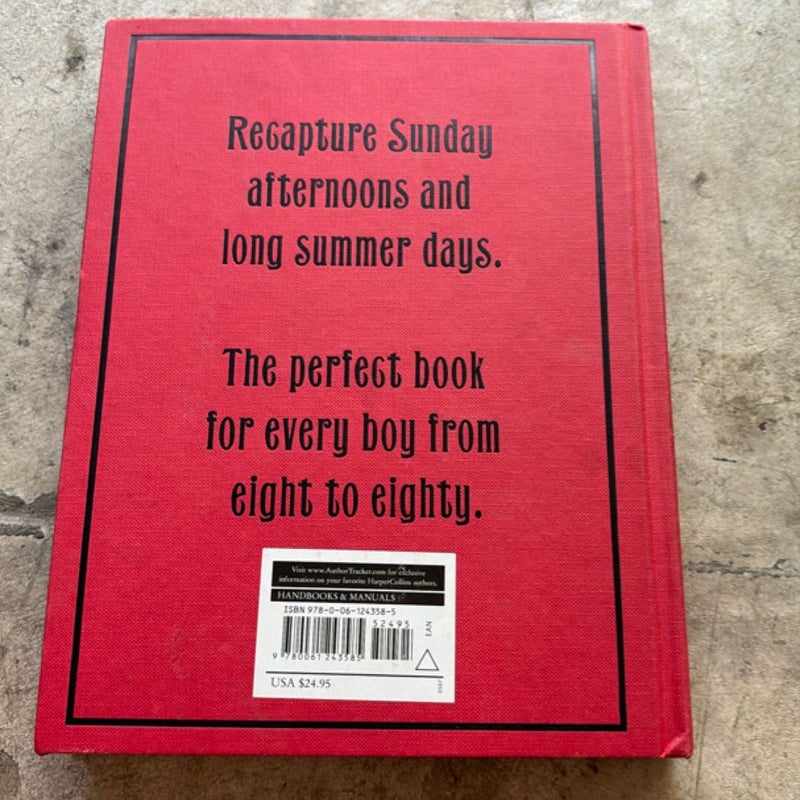 Recapture Sunday
afternoons and
long summer days.
The perfect book
for every boy from
eight to eighty.
Visit www.AuthorTracker.com for exclusive
information on your favorite HarperCollins authors.
HANDBOOKS & MANUALS
ISBN 978-0-06-124358-5
52495
EAN
9 780061 243585
USA $24.95